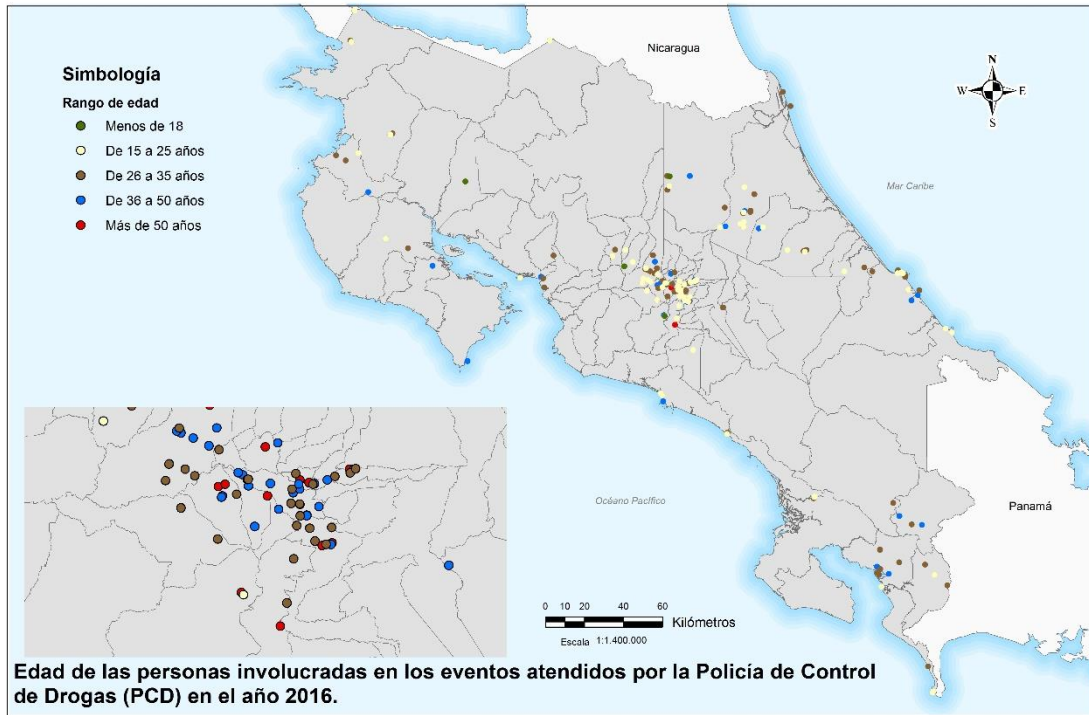 Nicaragua
N
W E
S
Simbología
Rango de edad
Menos de 18
De 15 a 25 años
De 26 a 35 años
De 36 a 50 años
Más de 50 años
Mar Caribe
Océano Pacífico
Panamá
0 10 20 40 60
Kilómetros
Escala 1:1.400.000
Edad de las personas involucradas en los eventos atendidos por la Policía de Control
de Drogas (PCD) en el año 2016.